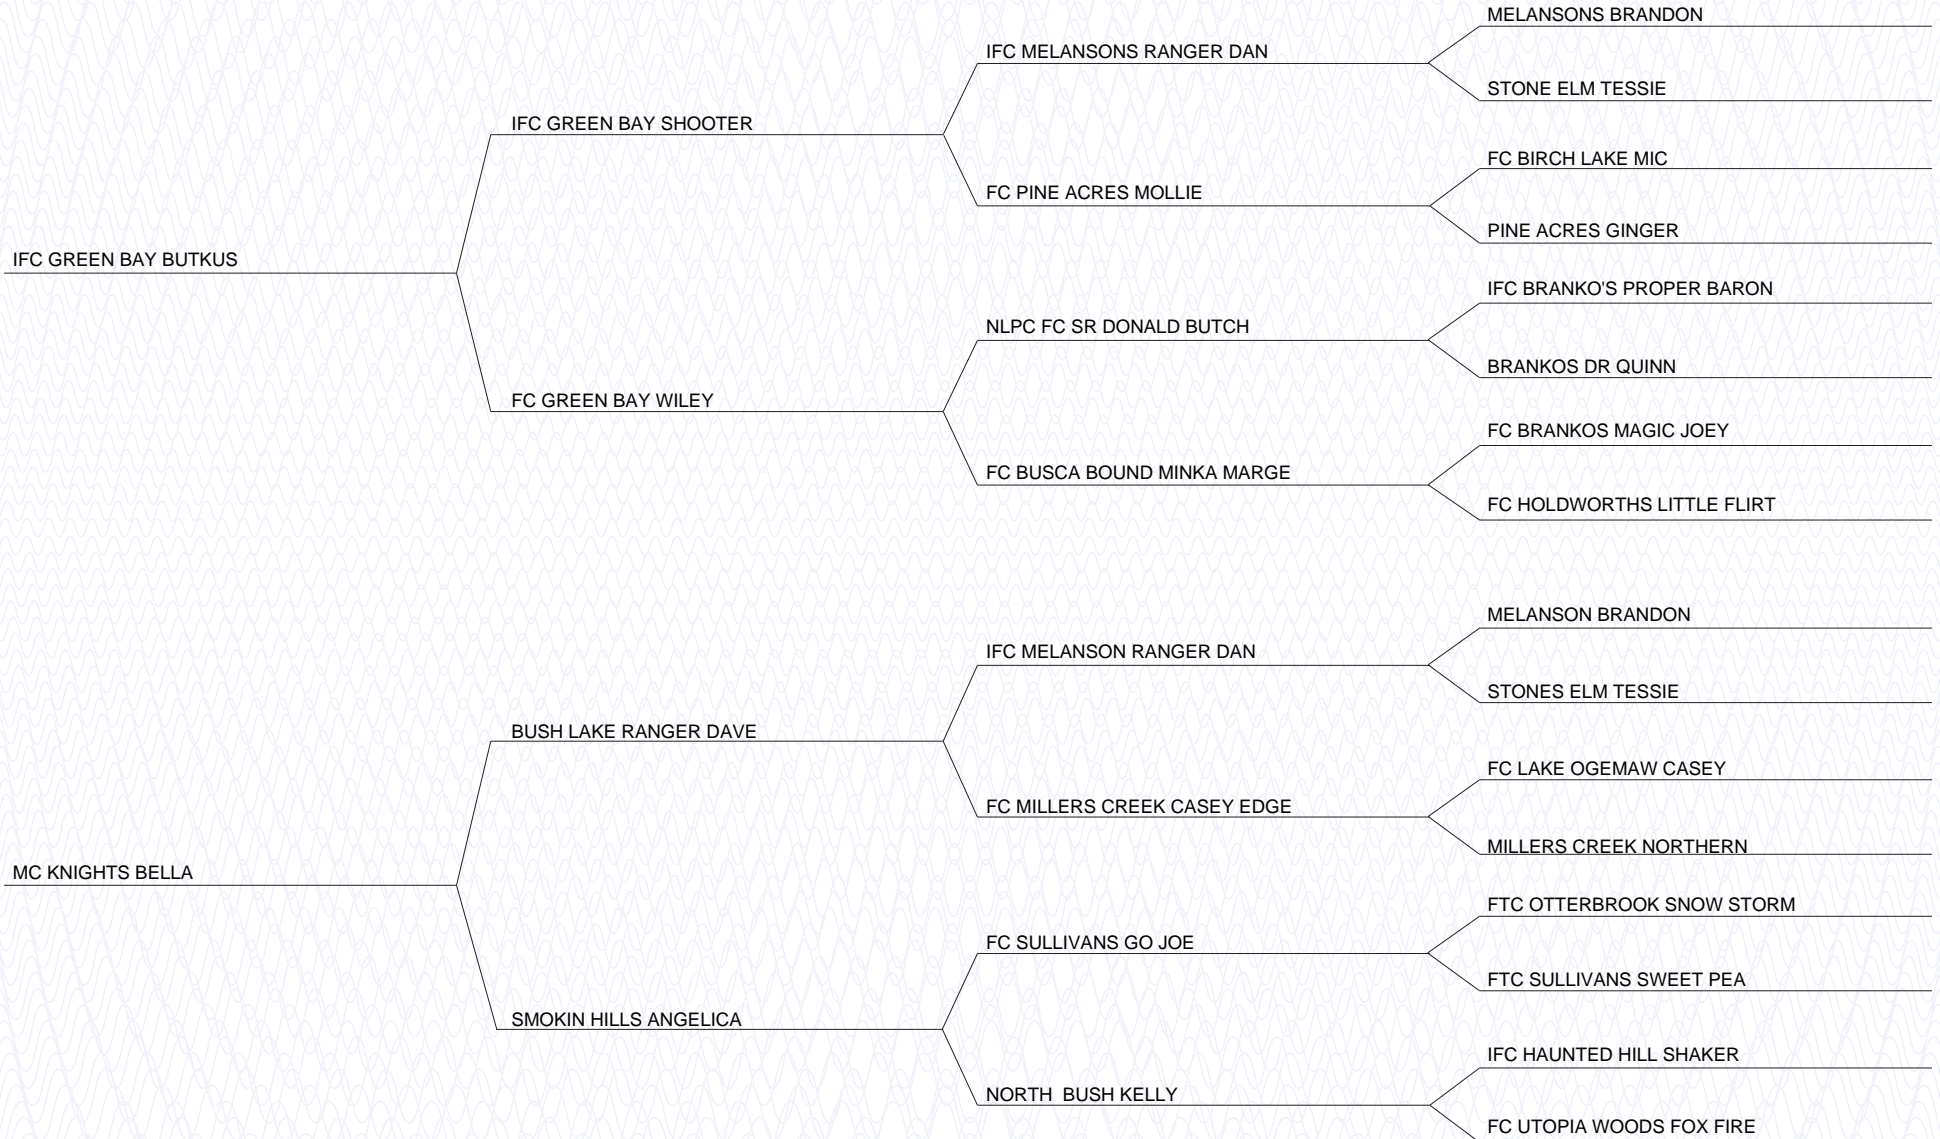 MELANSONS BRANDON
IFC MELANSONS RANGER DAN
STONE ELM TESSIE
IFC GREEN BAY SHOOTER
FC BIRCH LAKE MIC
FC PINE ACRES MOLLIE
PINE ACRES GINGER
IFC GREEN BAY BUTKUS
IFC BRANKO'S PROPER BARON
NLPC FC SR DONALD BUTCH
BRANKOS DR QUINN
FC GREEN BAY WILEY
FC BRANKOS MAGIC JOEY
FC BUSCA BOUND MINKA MARGE
FC HOLDWORTHS LITTLE FLIRT
MELANSON BRANDON
IFC MELANSON RANGER DAN
STONES ELM TESSIE
BUSH LAKE RANGER DAVE
FC LAKE OGEMAW CASEY
FC MILLERS CREEK CASEY EDGE
MILLERS CREEK NORTHERN
MC KNIGHTS BELLA
FTC OTTERBROOK SNOW STORM
FC SULLIVANS GO JOE
FTC SULLIVANS SWEET PEA
SMOKIN HILLS ANGELICA
IFC HAUNTED HILL SHAKER
NORTH  BUSH KELLY
FC UTOPIA WOODS FOX FIRE